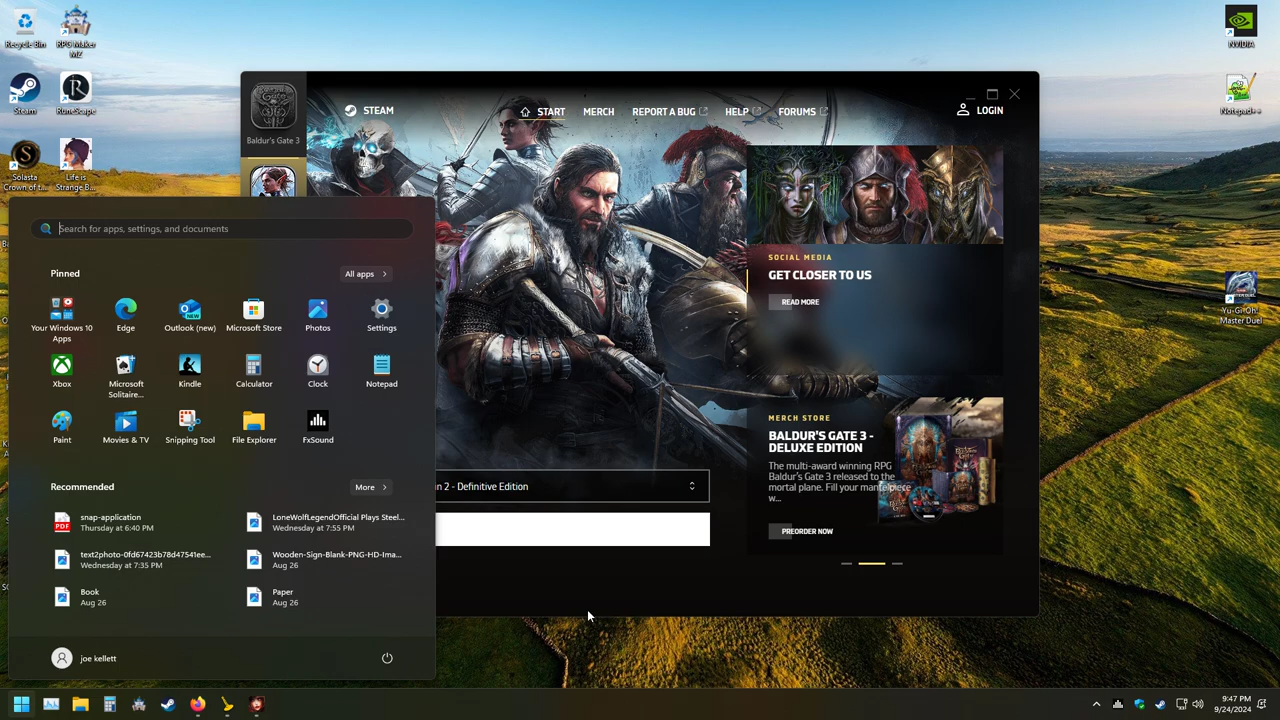 Recycle Bin
RPG Maker
MZ
Steam
RuneScape
Solasta
Crown of t...
Life is
Strange B...
NVIDIA
Notepad++
Yu-Gi-Oh!
Master Duel
Baldur's Gate 3
STEAM
START
MERCH
REPORT A BUG
HELP
FORUMS
LOGIN
SOCIAL MEDIA
GET CLOSER TO US
READ MORE
MERCH STORE
BALDUR'S GATE 3 -
DELUXE EDITION
The multi-award winning RPG
Baldur's Gate 3 released to the
mortal plane. Fill your mantelpiece
w...
PREORDER NOW
n 2 - Definitive Edition
Search for apps, settings, and documents
Pinned
All apps
Your Windows 10
Apps
Edge
Outlook (new)
Microsoft Store
Photos
Settings
Xbox
Microsoft
Solitaire...
Kindle
Calculator
Clock
Notepad
Paint
Movies & TV
Snipping Tool
File Explorer
FxSound
Recommended
More
snap-application
Thursday at 6:40 PM
LoneWolfLegendOfficial Plays Steel...
Wednesday at 7:55 PM
text2photo-0fd67423b78d47541ee...
Wednesday at 7:35 PM
Wooden-Sign-Blank-PNG-HD-Ima...
Aug 26
Book
Aug 26
Paper
Aug 26
joe kellett
9:47 PM
9/24/2024